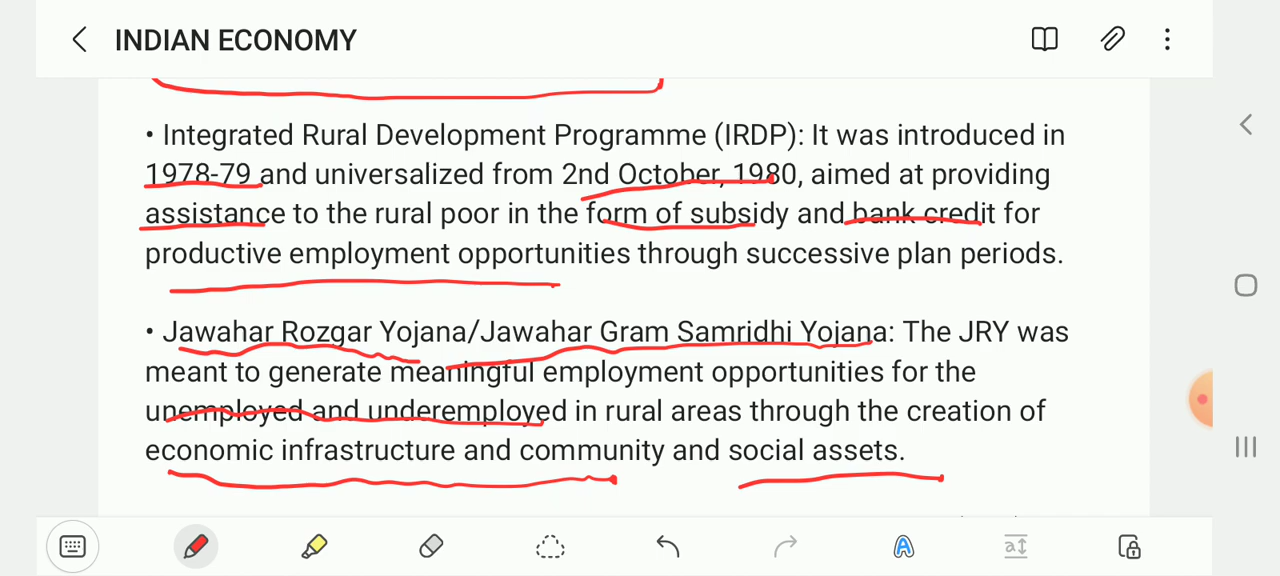 INDIAN ECONOMY
• Integrated Rural Development Programme (IRDP): It was introduced in
1978-79 and universalized from 2nd October, 1980, aimed at providing
assistance to the rural poor in the form of subsidy and bank credit for
productive employment opportunities through successive plan periods.
• Jawahar Rozgar Yojana/Jawahar Gram Samridhi Yojana: The JRY was
meant to generate meaningful employment opportunities for the
unemployed and underemployed in rural areas through the creation of
economic infrastructure and community and social assets.